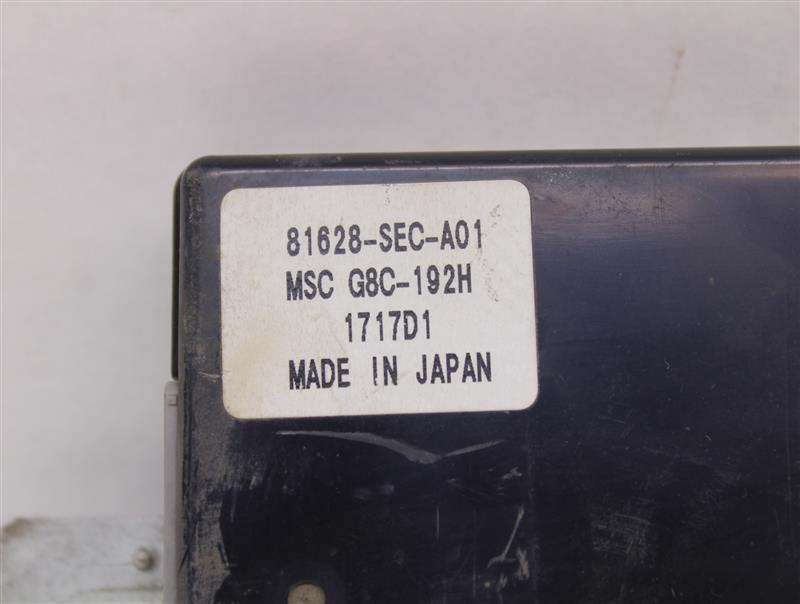 81628-SEC-A01
MSC G8C-192H
1717D1
MADE IN JAPAN